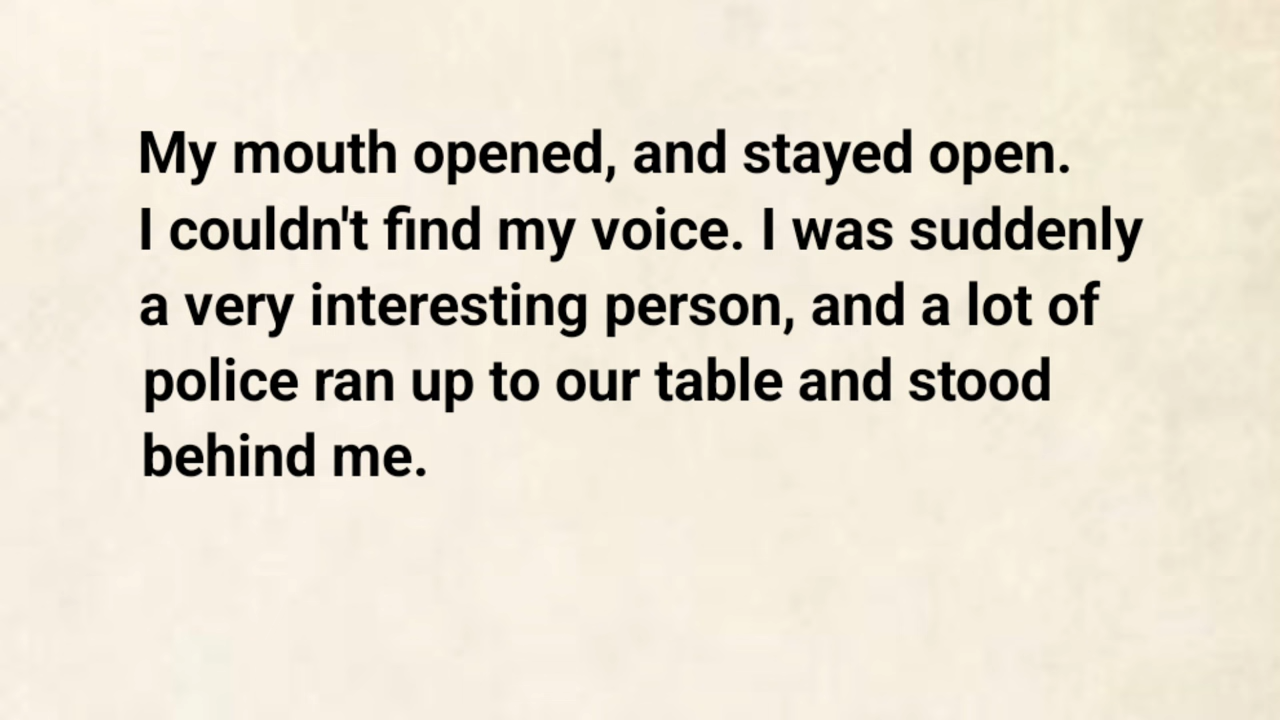 My mouth opened, and stayed open.
I couldn't find my voice. I was suddenly
a very interesting person, and a lot of
police ran up to our table and stood
behind me.